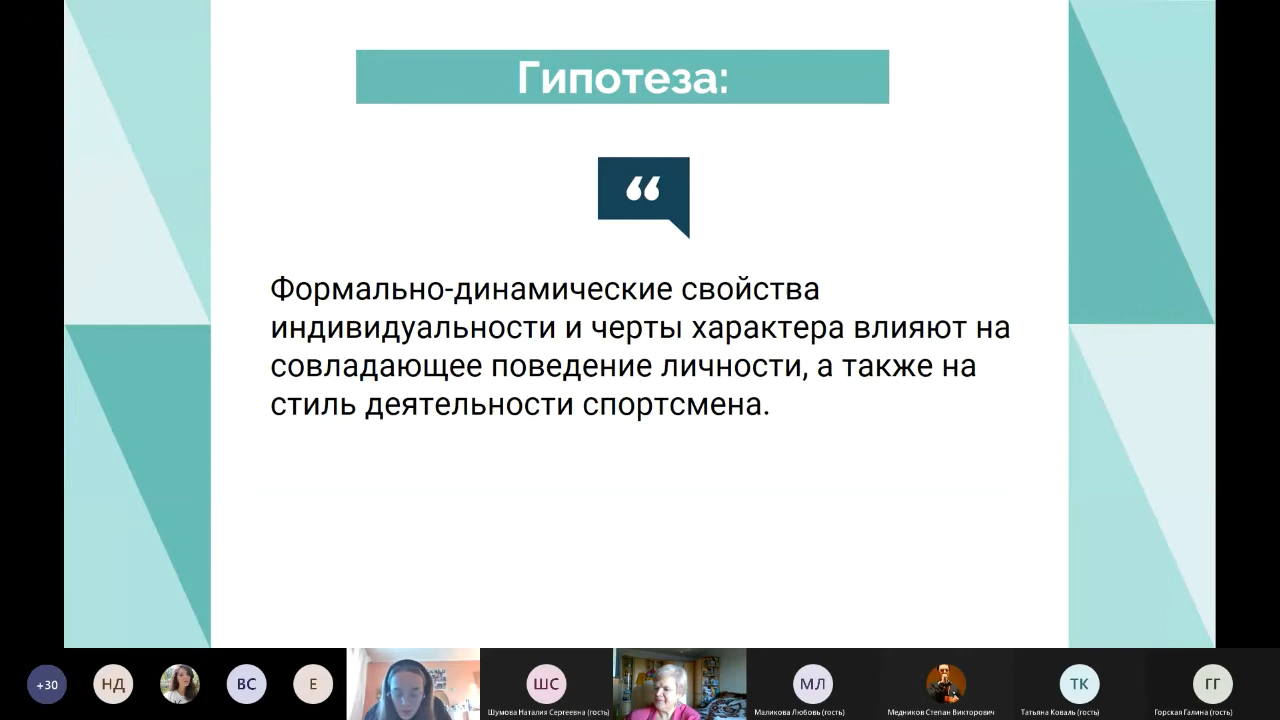 Гипотеза:
“
Формально-динамические свойства
индивидуальности и черты характера влияют на
совладающее поведение личности, а также на
стиль деятельности спортсмена.
+30
НД
ВС
Е
ШС
МЛ
ТК
ГГ
Шумова Наталия Сергеевна (гость)
Маликова Любовь (гость)
Медников Степан Викторович
Татьяна Коваль (гость)
Горская Галина (гость)